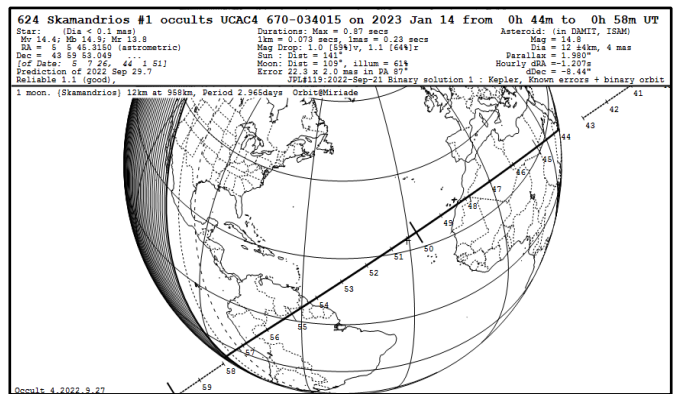 624 Skamandrios #1 occults UCAC4 670-034015 on 2023 Jan 14 from 0h 44m to 0h 58m UT
Star: (Dia < 0.1 mas)
Mv 14.4; Mb 14.9; Mr 13.8
RA = 5 5 45.3150 (astrometric)
Dec = 43 59 53.049 ...
[of Date: 5 7 26, 44 1 51]
Prediction of 2022 Sep 29.7
Reliable 1.1 (good),
Durations: Max = 0.87 secs
1km = 0.073 secs, 1mas = 0.23 secs
Mag Drop: 1.0 [59%]v, 1.1 [64%]r
Sun : Dist = 141°
Moon: Dist = 109°, illum = 61%
Error 22.3 x 2.0 mas in PA 87°
Asteroid: (in DAMIT, ISAM)
Mag = 14.8
Dia = 12 ±4km, 4 mas
Parallax = 1.980"
Hourly dRA =-1.207s
dDec = -8.44"
JPL#119:2022-Sep-21 Binary solution 1 : Kepler, Known errors + binary orbit
1 moon. {Skamandrios} 12km at 958km, Period 2.965days Orbit@Miriade
41
42
43
44
45
46
47
48
49
50
51
52
53
54
55
56
57
58
59
Occult 4.2022.9.27